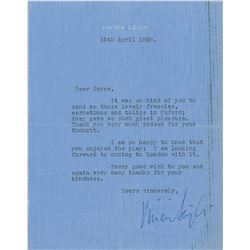 VIVIEN LEIGH
15th April 1958.
Dear Joyce,
It was so kind of you to
send me those lovely freesias,
carnations and tulips in Oxford;
they gave me such great pleasure.
Thank you very much indeed for your
thought.
I am so happy to know that
you enjoyed the play; I am looking
forward to coming to London with it.
Every good wish to you and
again very many thanks for your
kindness.
Yours sincerely,
Vivien Leigh